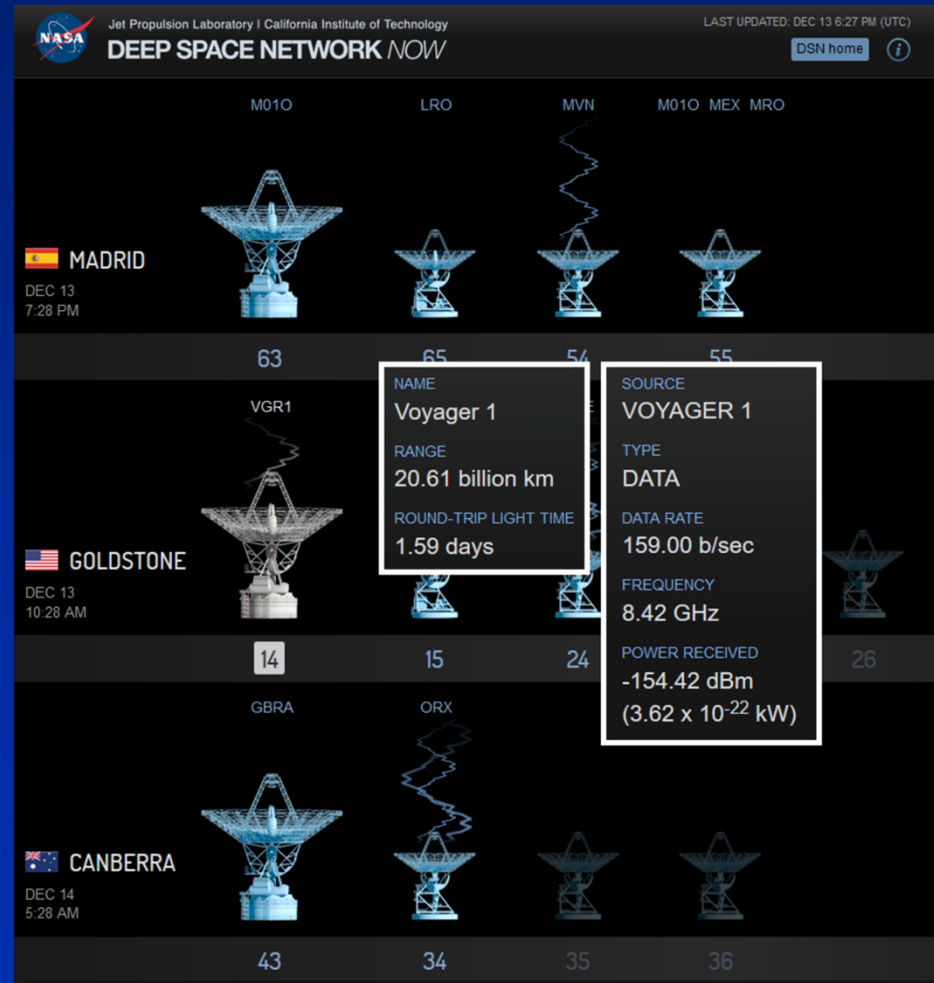 NASA
Jet Propulsion Laboratory | California Institute of Technology
DEEP SPACE NETWORK NOW
LAST UPDATED: DEC 13 6:27 PM (UTC)
DSN home
i
M01O
LRO
MVN
M01O MEX MRO
MADRID
DEC 13
7:28 PM
63
65
54
55
VGR1
GOLDSTONE
DEC 13
10:28 AM
14
15
24
26
NAME
Voyager 1
RANGE
20.61 billion km
ROUND-TRIP LIGHT TIME
1.59 days
SOURCE
VOYAGER 1
TYPE
DATA
DATA RATE
159.00 b/sec
FREQUENCY
8.42 GHz
POWER RECEIVED
-154.42 dBm
(3.62 x 10⁻²² kW)
GBRA
ORX
CANBERRA
DEC 14
5:28 AM
43
34
35
36